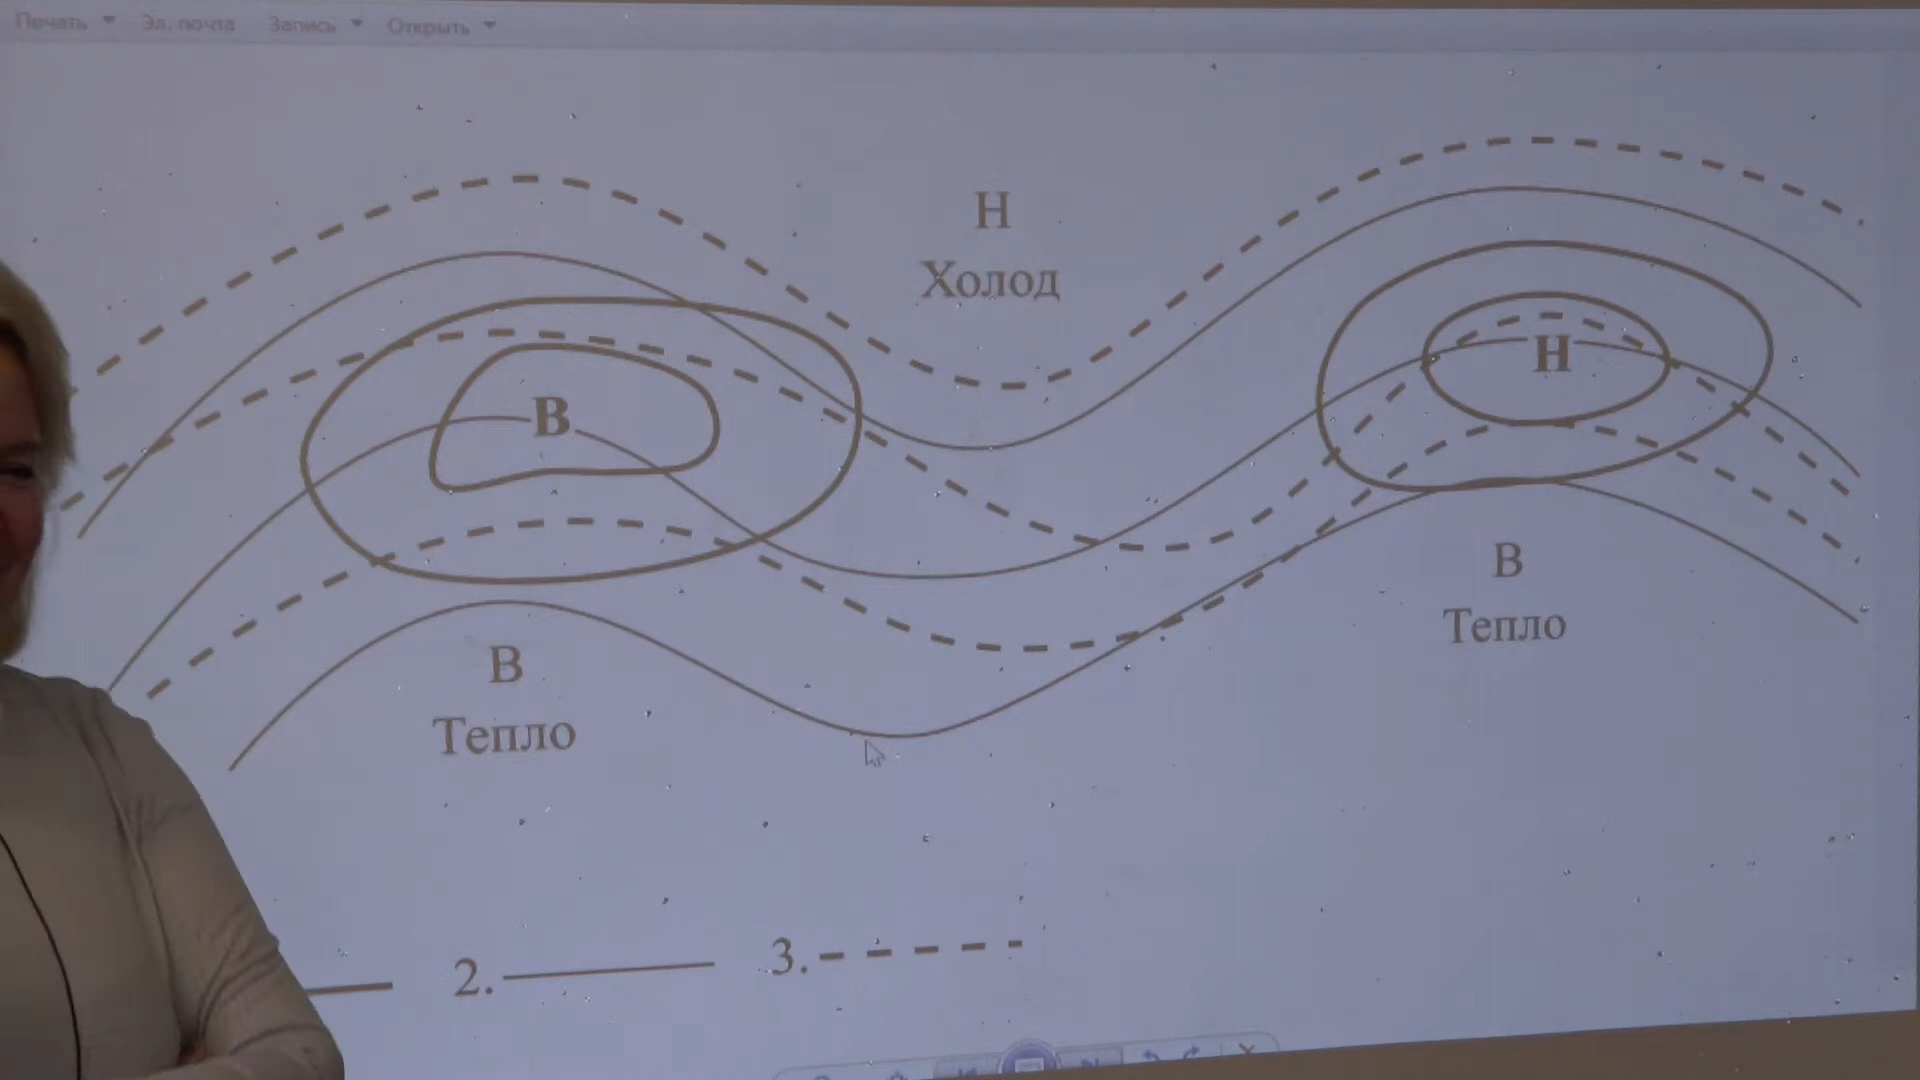 Печать Эл. почта Запись Открыть
Н
Холод
В
Н
В
Тепло
В
Тепло
2.
3.